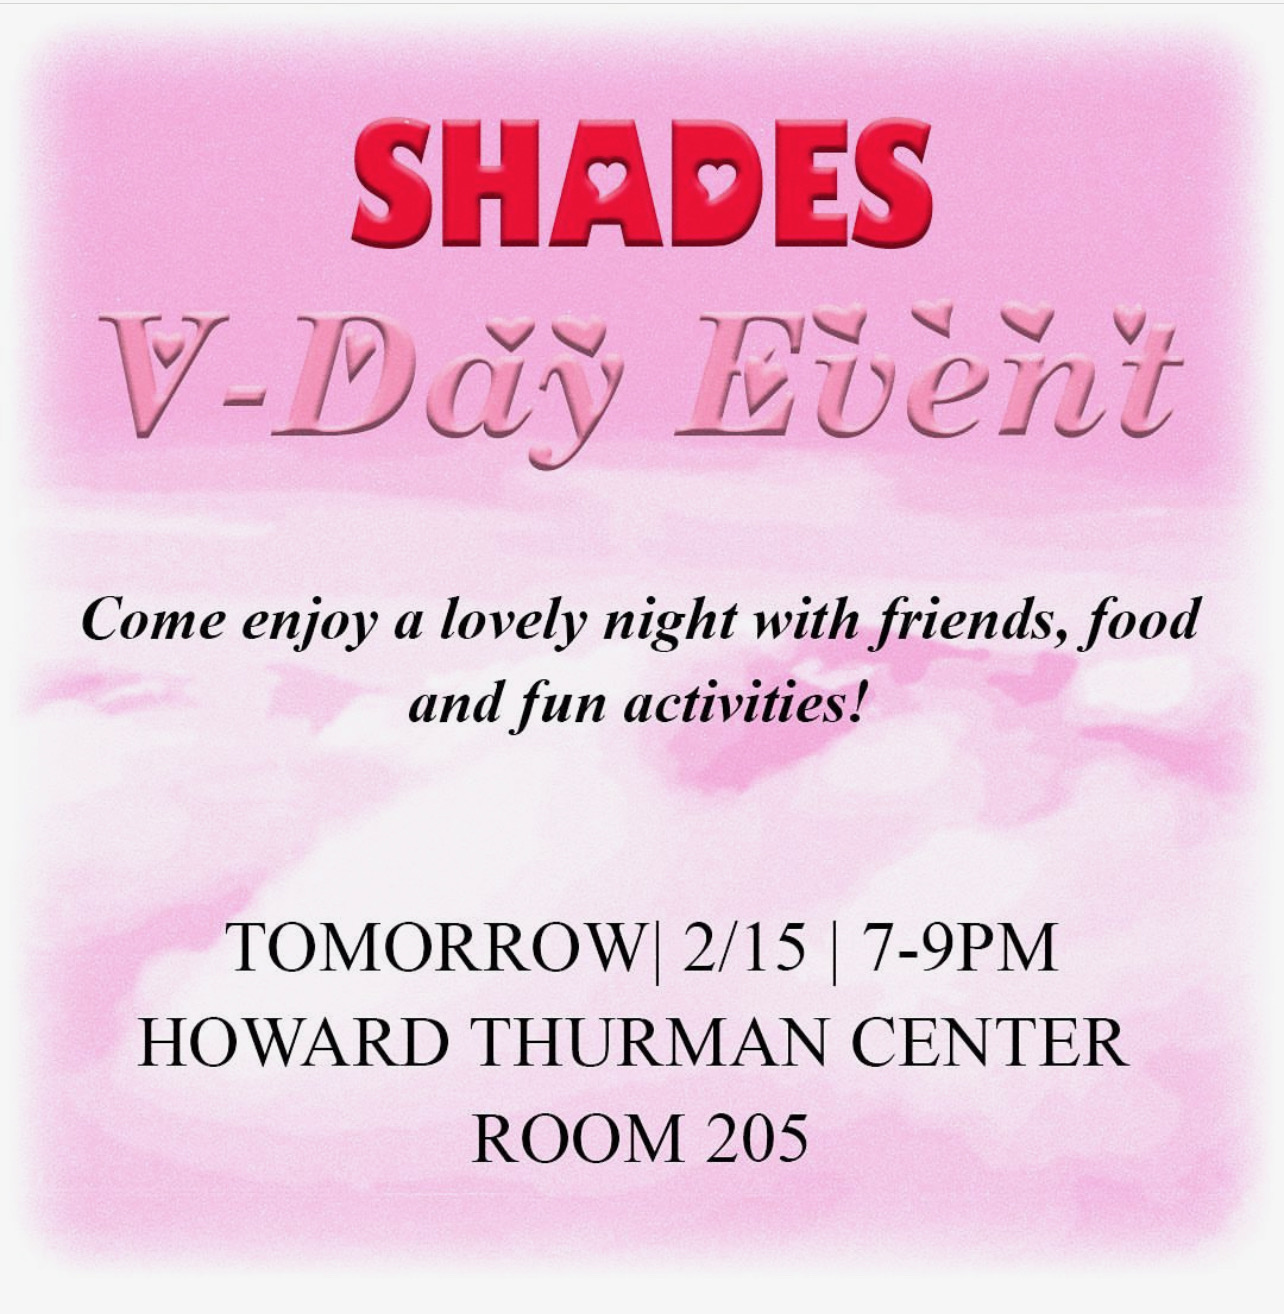 SHADES
V-Day Event
Come enjoy a lovely night with friends, food
and fun activities!
TOMORROW| 2/15 | 7-9PM
HOWARD THURMAN CENTER
ROOM 205